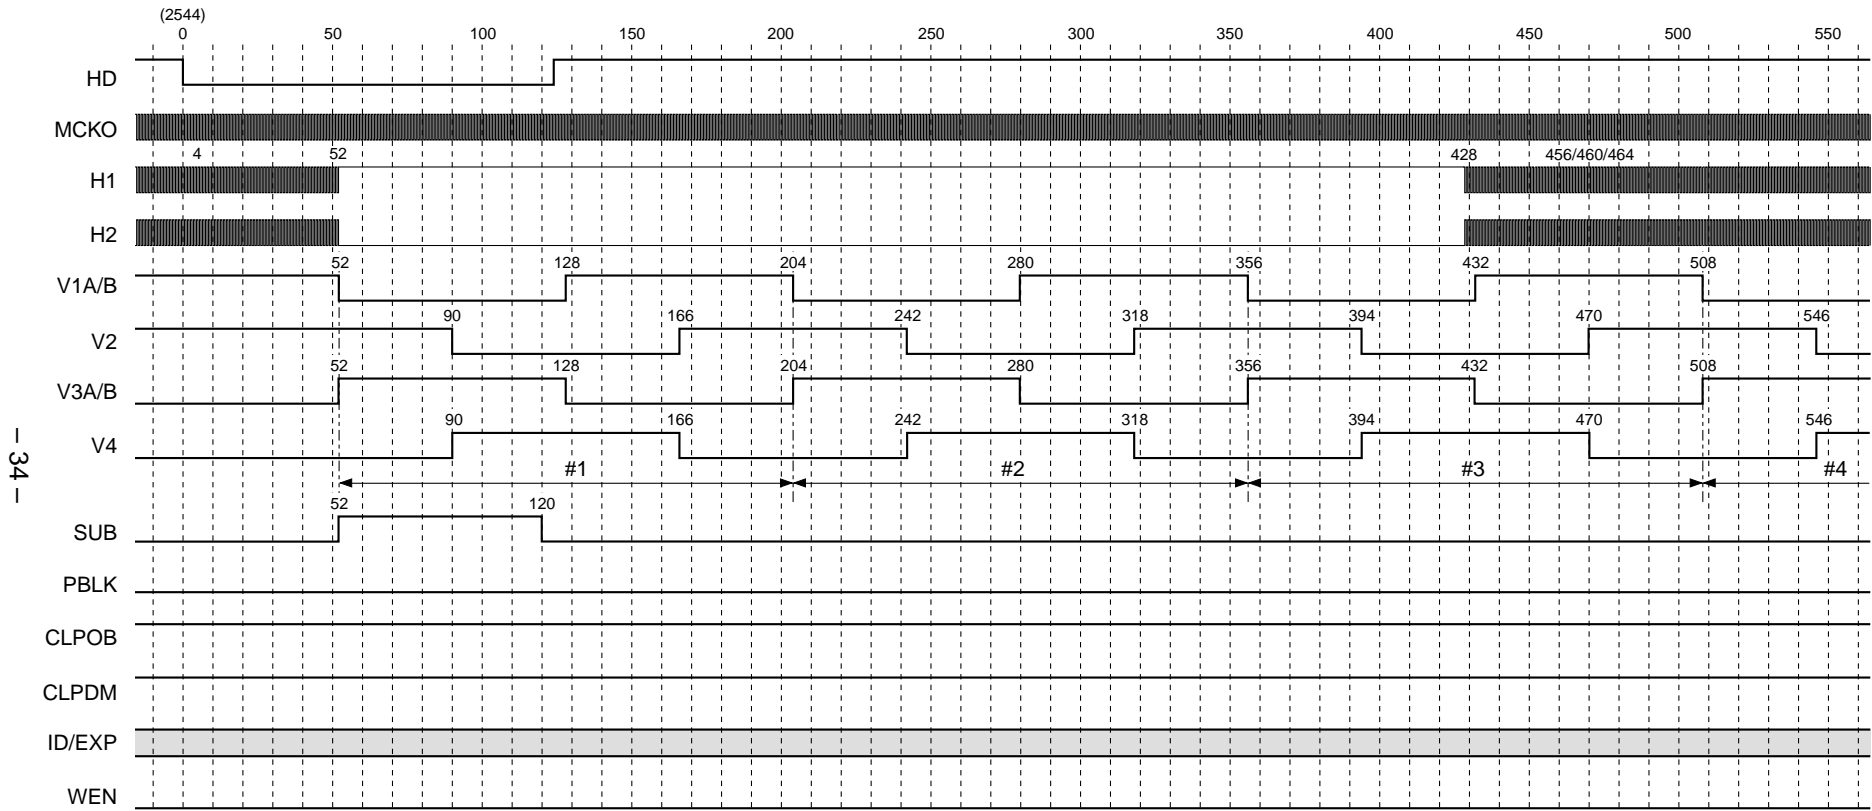 (2544)
0 50 100 150 200 250 300 350 400 450 500 550
HD
MCKO
4 52 428 456/460/464
H1
H2
52 128 204 280 356 432 508
V1A/B
90 166 242 318 394 470 546
V2
52 128 204 280 356 432 508
V3A/B
90 166 242 318 394 470 546
V4
#1 #2 #3 #4
52 120
SUB
PBLK
CLPOB
CLPDM
ID/EXP
WEN
– 34 –